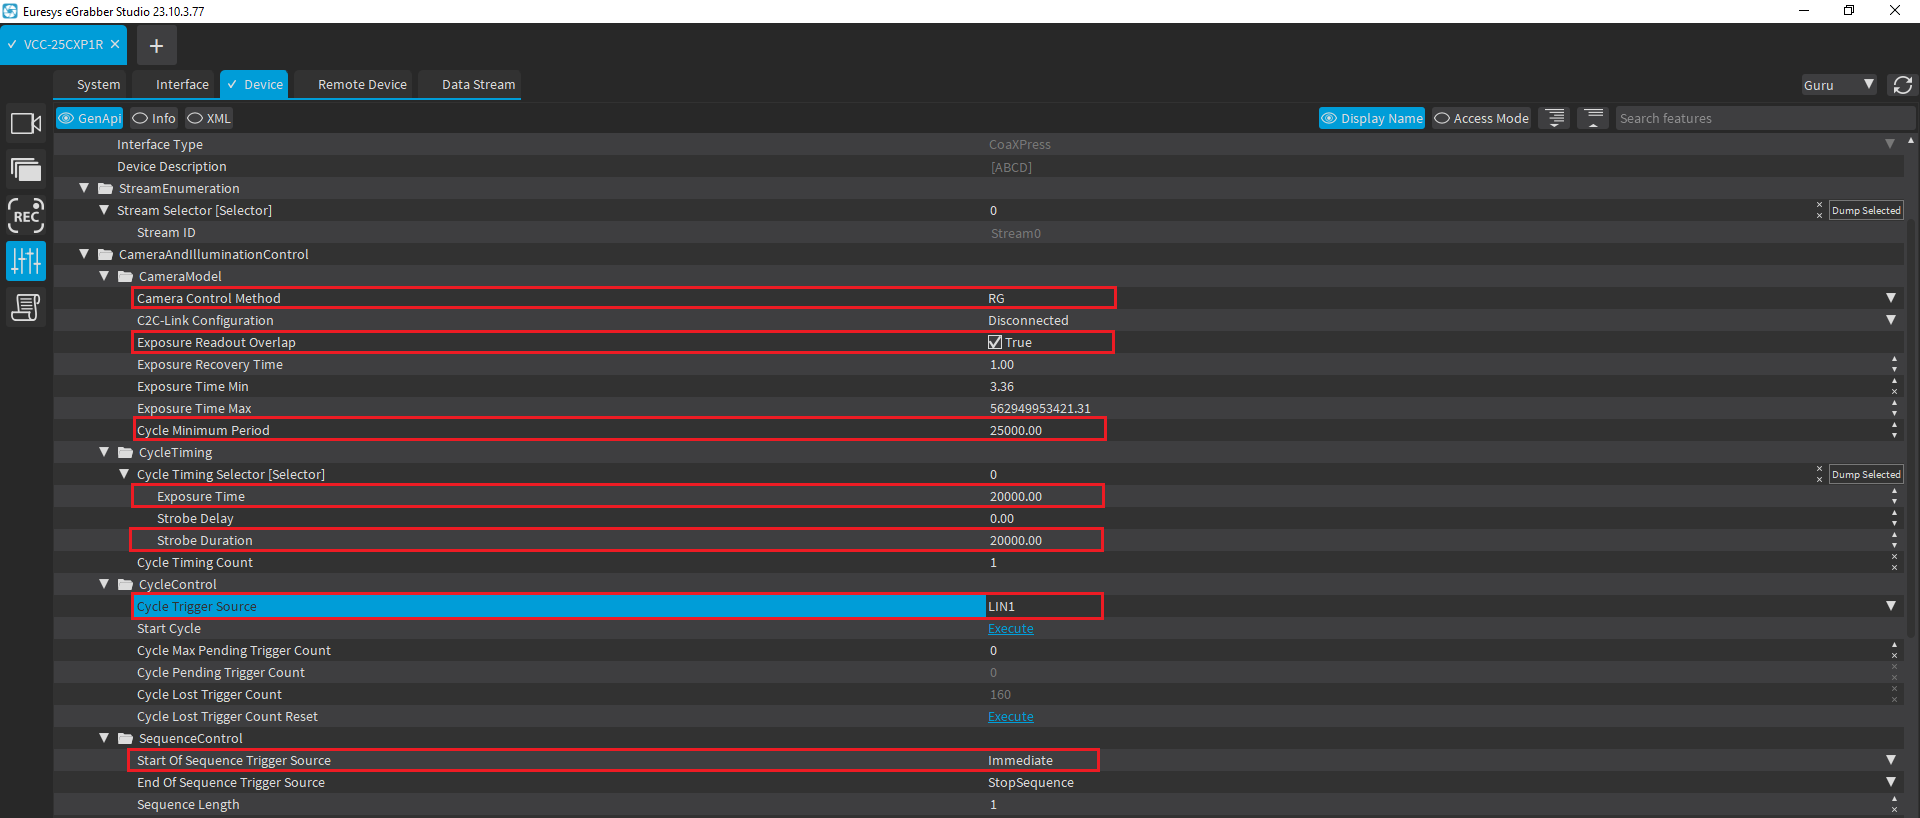 Euresys eGrabber Studio 23.10.3.77
VCC-25CXP1R
System Interface Device Remote Device Data Stream Guru
GenApi Info XML Display Name Access Mode Search features
Interface Type CoaXPress
Device Description [ABCD]
StreamEnumeration
Stream Selector [Selector] 0 Dump Selected
Stream ID Stream0
CameraAndIlluminationControl
CameraModel
Camera Control Method RG
C2C-Link Configuration Disconnected
Exposure Readout Overlap True
Exposure Recovery Time 1.00
Exposure Time Min 3.36
Exposure Time Max 562949953421.31
Cycle Minimum Period 25000.00
CycleTiming
Cycle Timing Selector [Selector] 0 Dump Selected
Exposure Time 20000.00
Strobe Delay 0.00
Strobe Duration 20000.00
Cycle Timing Count 1
CycleControl
Cycle Trigger Source LIN1
Start Cycle Execute
Cycle Max Pending Trigger Count 0
Cycle Pending Trigger Count 0
Cycle Lost Trigger Count 160
Cycle Lost Trigger Count Reset Execute
SequenceControl
Start Of Sequence Trigger Source Immediate
End Of Sequence Trigger Source StopSequence
Sequence Length 1
REC